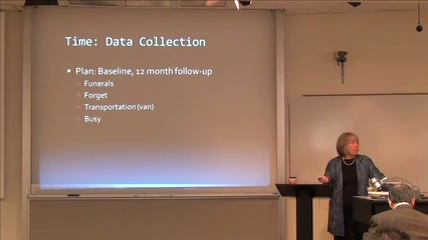 Time: Data Collection
Plan: Baseline, 12 month follow-up
Funerals
Forget
Transportation (van)
Busy